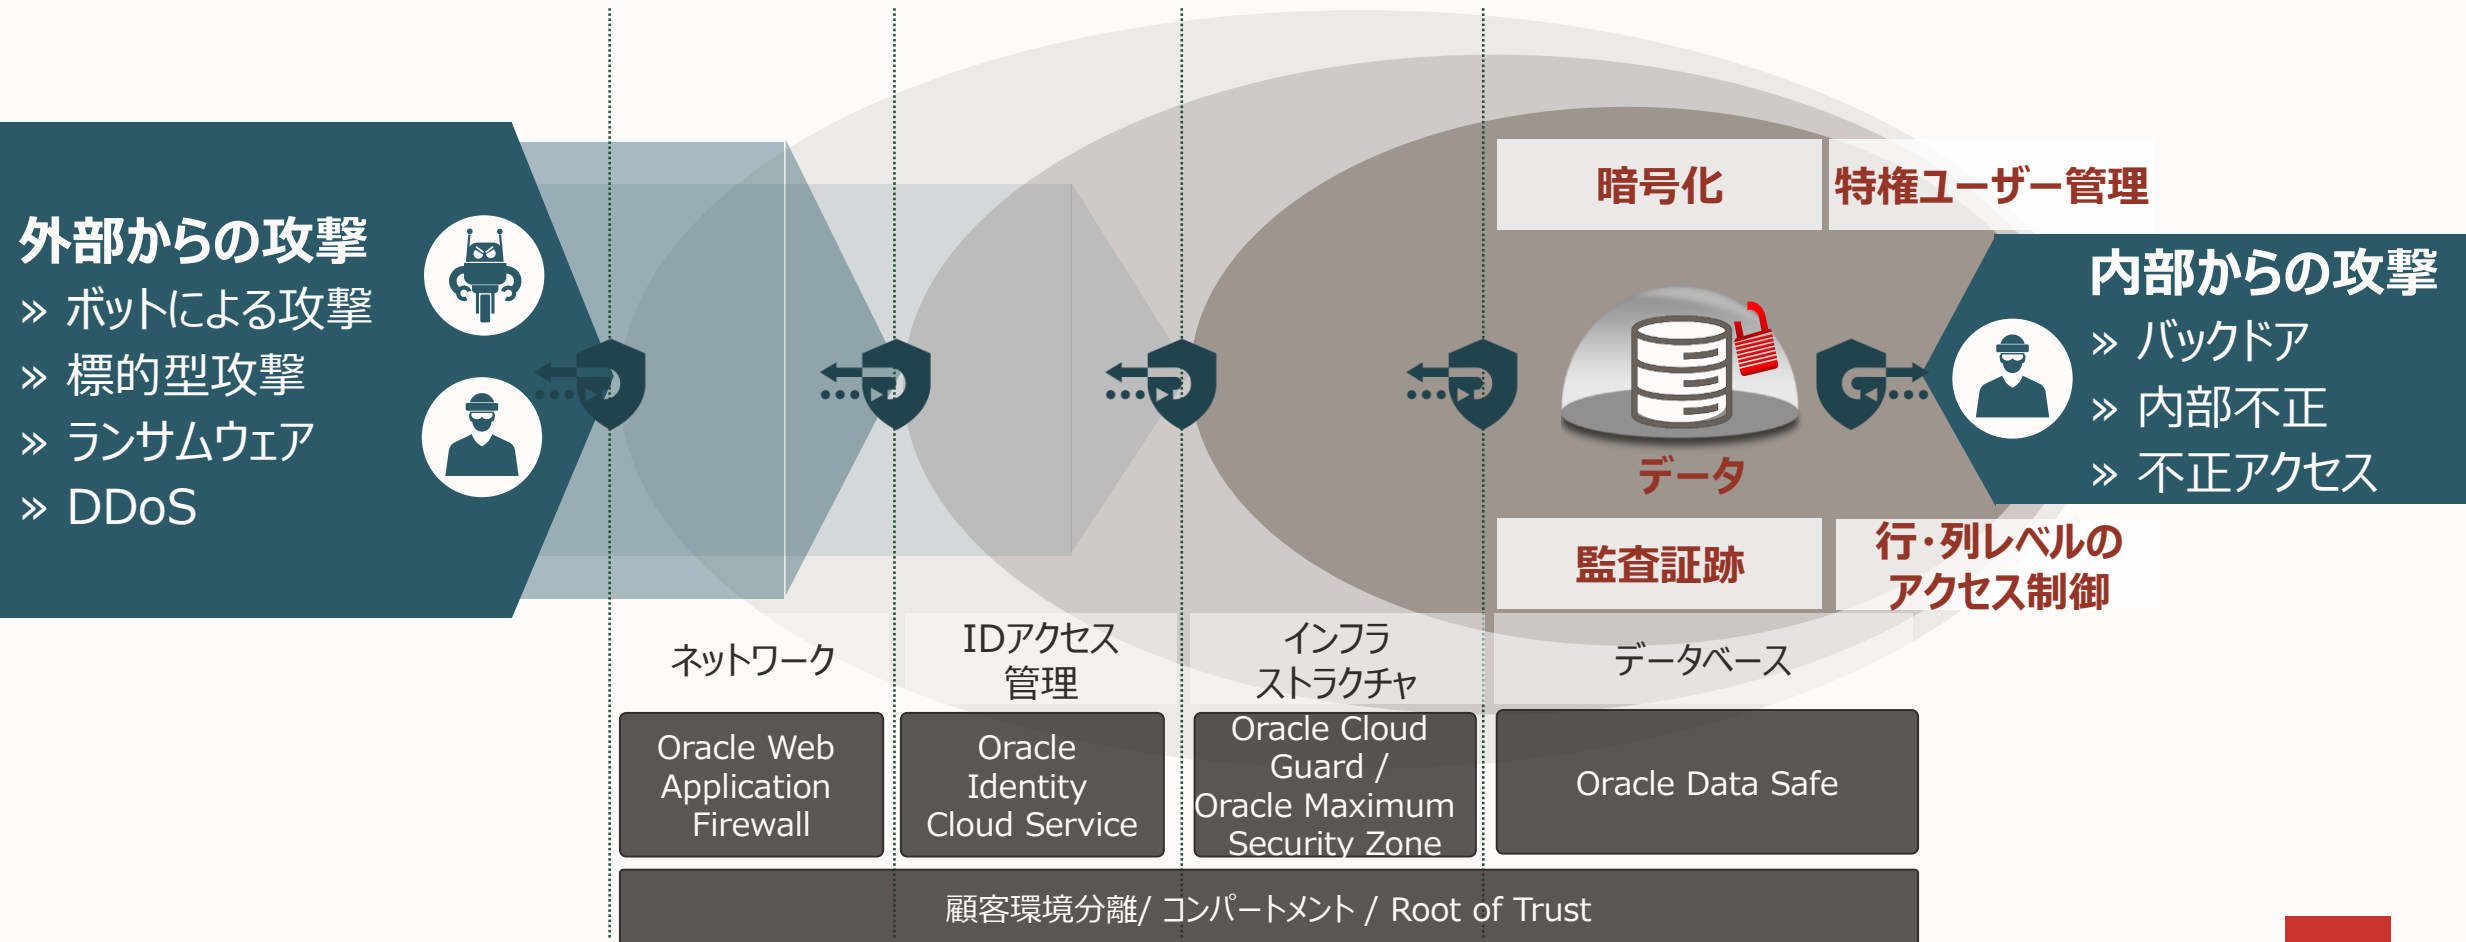 外部からの攻撃
» ボットによる攻撃
» 標的型攻撃
» ランサムウェア
» DDoS
暗号化
特権ユーザー管理
データ
監査証跡
行・列レベルの
アクセス制御
内部からの攻撃
» バックドア
» 内部不正
» 不正アクセス
ネットワーク
IDアクセス
管理
インフラ
ストラクチャ
データベース
Oracle Web
Application
Firewall
Oracle
Identity
Cloud Service
Oracle Cloud
Guard /
Oracle Maximum
Security Zone
Oracle Data Safe
顧客環境分離/ コンパートメント / Root of Trust